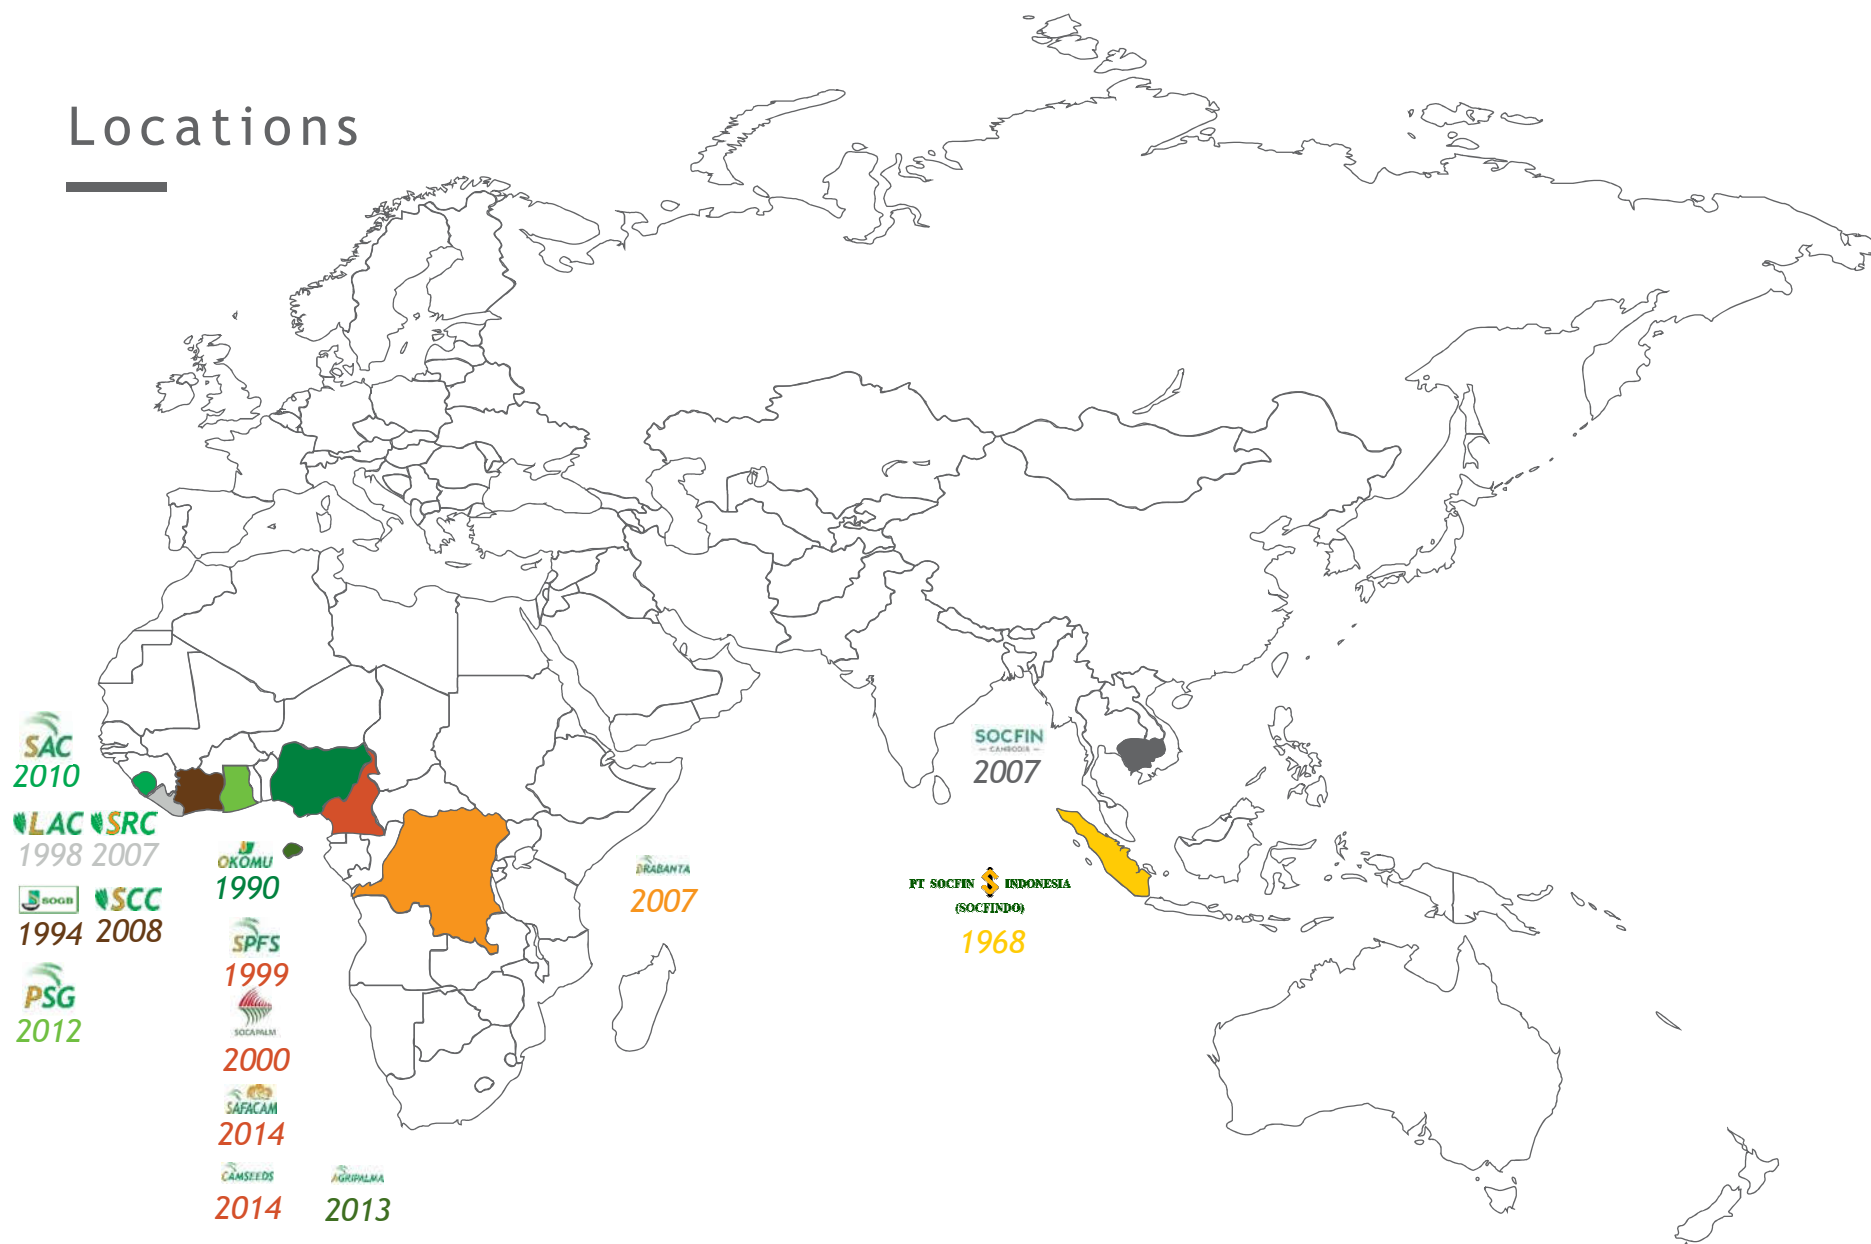 Locations
SAC
2010
LAC SRC
1998 2007
SOGB SCC
1994 2008
PSG
2012
OKOMU
1990
SPFS
1999
SOCAPALM
2000
SAFACAM
2014
CAMSEEDS
2014
AGRIPALMA
2013
BRABANTA
2007
SOCFIN
CAMBODIA
2007
PT SOCFIN S INDONESIA
(SOCFINDO)
1968